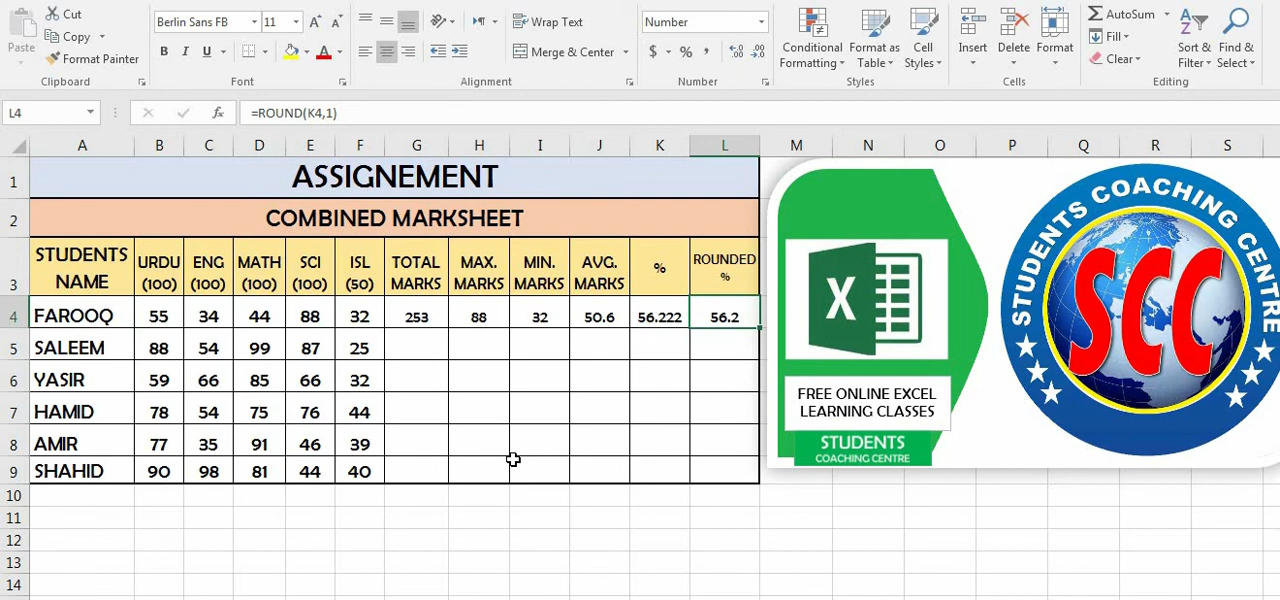 Cut
Copy
Format Painter
Paste
Clipboard
Berlin Sans FB
11
A A
B I U A
Font
Wrap Text
Merge & Center
Alignment
Number
$ % ,
Number
Conditional
Formatting
Format as
Table
Cell
Styles
Styles
Insert
Delete
Format
Cells
AutoSum
Fill
Clear
Sort &
Filter
Find &
Select
Editing
L4
fx
=ROUND(K4,1)
A B C D E F G H I J K L M N O P Q R S
1 ASSIGNEMENT
2 COMBINED MARKSHEET
3 STUDENTS NAME URDU (100) ENG (100) MATH (100) SCI (100) ISL (50) TOTAL MARKS MAX. MARKS MIN. MARKS AVG. MARKS % ROUNDED %
4 FAROOQ 55 34 44 88 32 253 88 32 50.6 56.222 56.2
5 SALEEM 88 54 99 87 25
6 YASIR 59 66 85 66 32
7 HAMID 78 54 75 76 44
8 AMIR 77 35 91 46 39
9 SHAHID 90 98 81 44 40
10
11
12
13
14
X
FREE ONLINE EXCEL
LEARNING CLASSES
STUDENTS
COACHING CENTRE
STUDENTS COACHING CENTRE
SCC